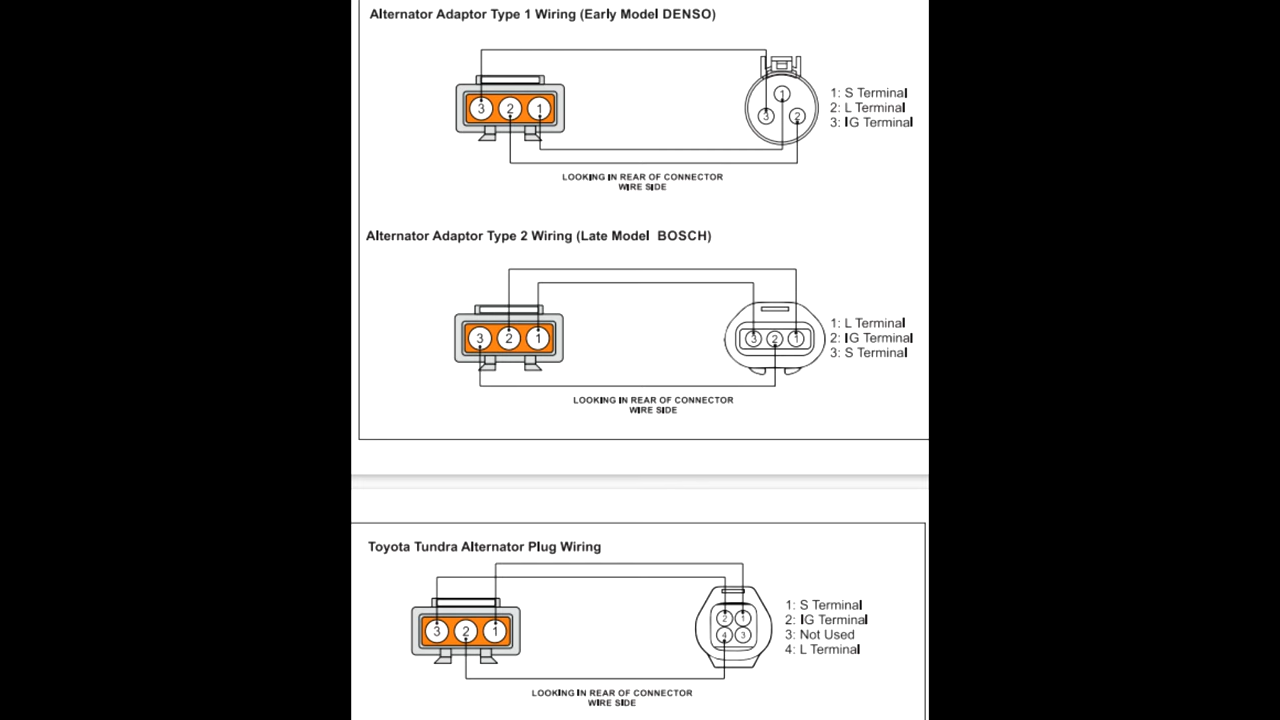 Alternator Adaptor Type 1 Wiring (Early Model DENSO)
3 2 1
1
3 2
1: S Terminal
2: L Terminal
3: IG Terminal
LOOKING IN REAR OF CONNECTOR
WIRE SIDE
Alternator Adaptor Type 2 Wiring (Late Model BOSCH)
3 2 1
3 2 1
1: L Terminal
2: IG Terminal
3: S Terminal
LOOKING IN REAR OF CONNECTOR
WIRE SIDE
Toyota Tundra Alternator Plug Wiring
3 2 1
2 1
4 3
1: S Terminal
2: IG Terminal
3: Not Used
4: L Terminal
LOOKING IN REAR OF CONNECTOR
WIRE SIDE